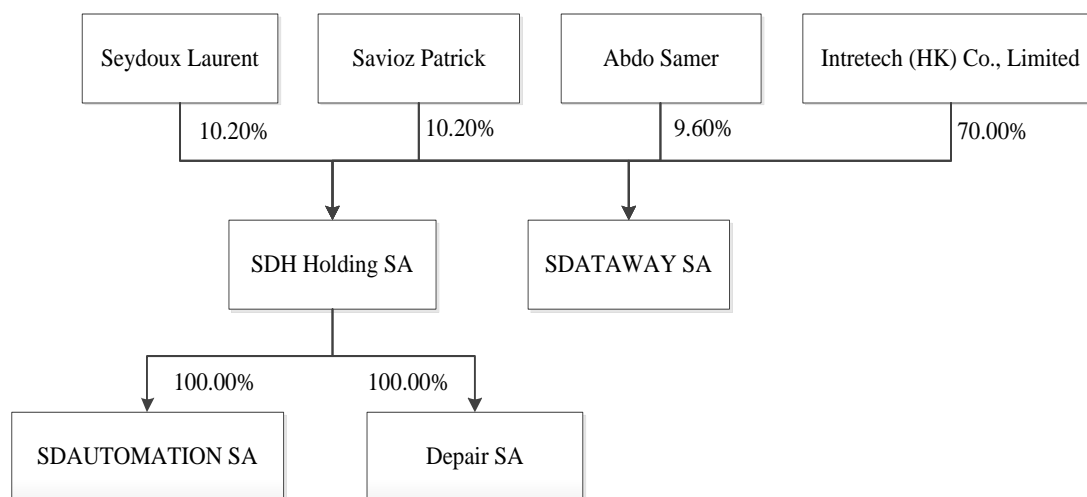 Seydoux Laurent
Savioz Patrick
Abdo Samer
Intretech (HK) Co., Limited
10.20%
10.20%
9.60%
70.00%
SDH Holding SA
SDATAWAY SA
100.00%
100.00%
SDAUTOMATION SA
Depair SA